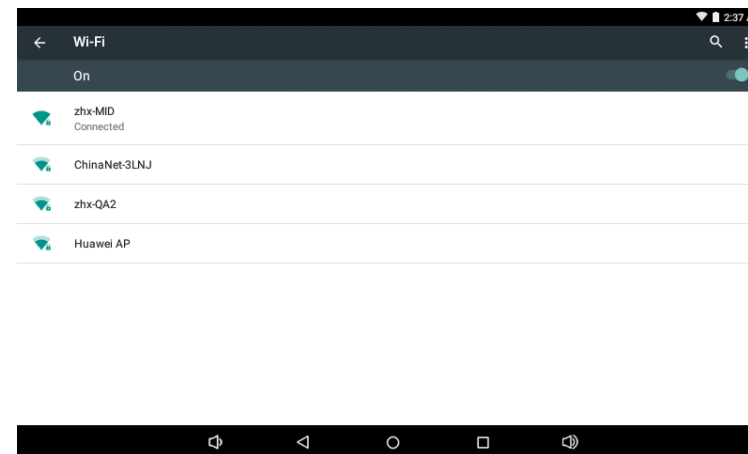 2:37
Wi-Fi
On
zhx-MID
Connected
ChinaNet-3LNJ
zhx-QA2
Huawei AP